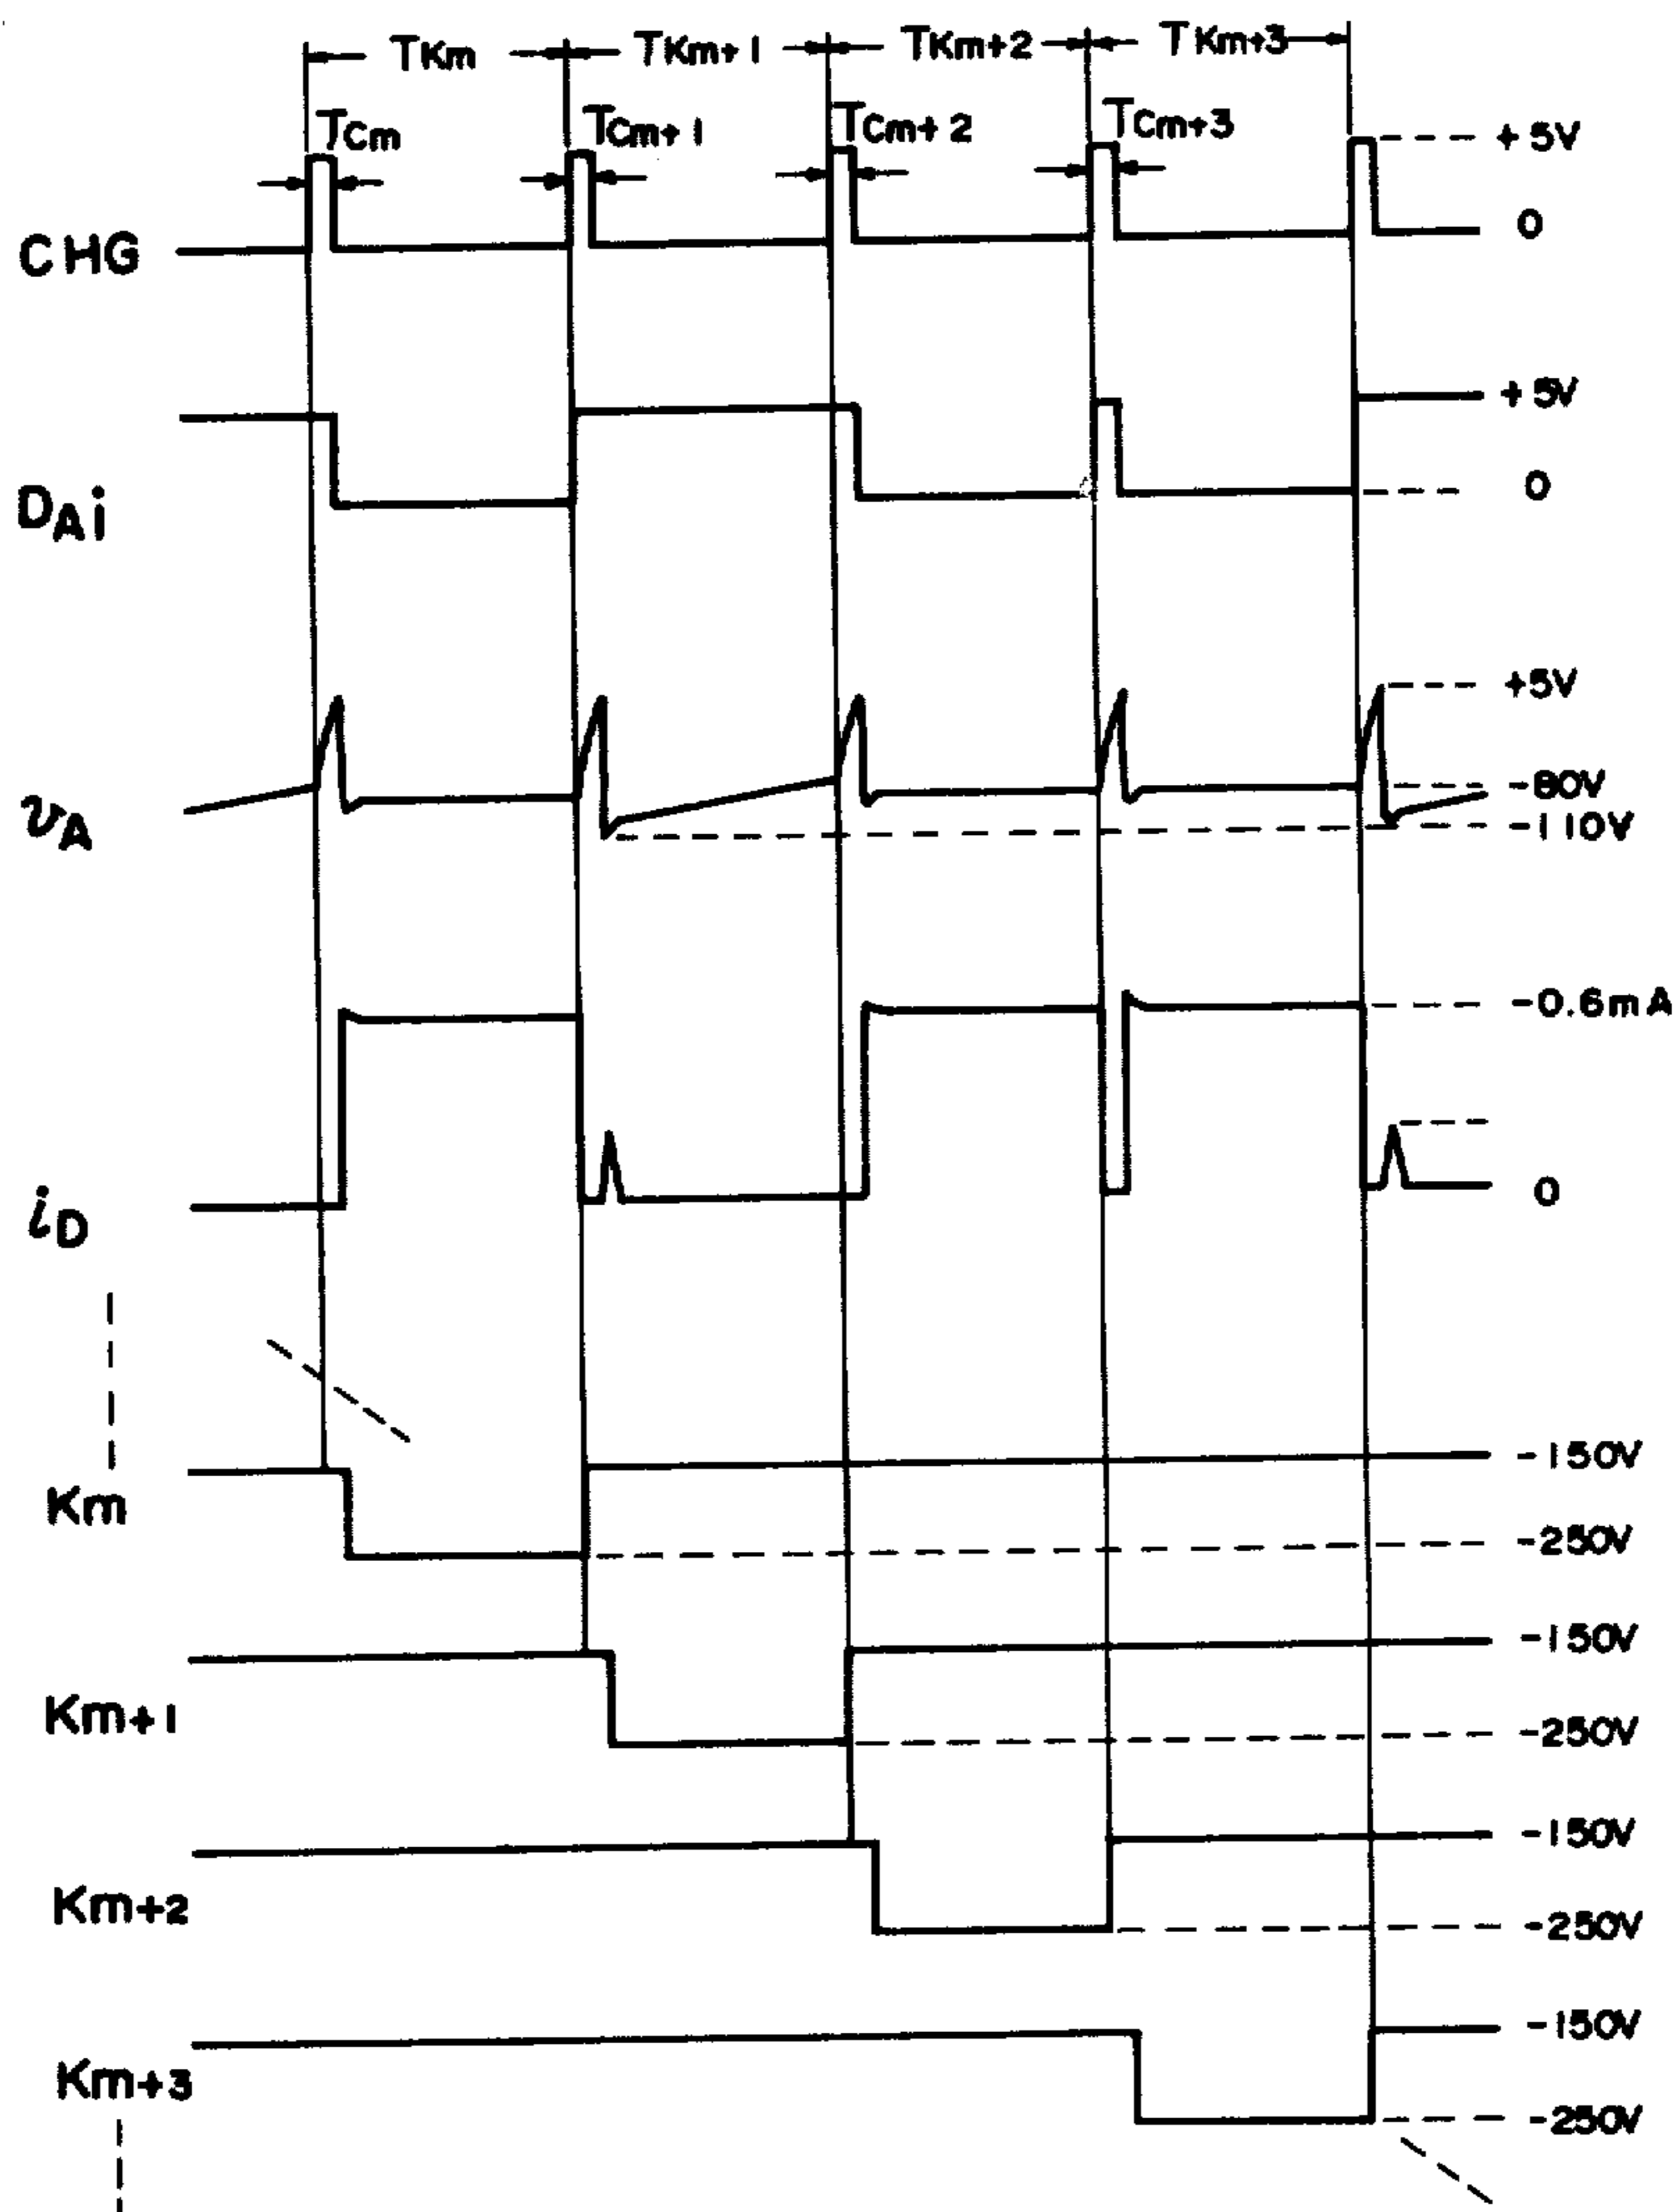 TKm TKm+1 TKm+2 TKm+3
TCm TCm+1 TCm+2 TCm+3
+5V
CHG 0
+5V
DAi 0
+5V
-80V
vA -110V
-0.6mA
iD 0
-150V
Km
-250V
-150V
Km+1 -250V
-150V
Km+2 -250V
-150V
Km+3
-250V